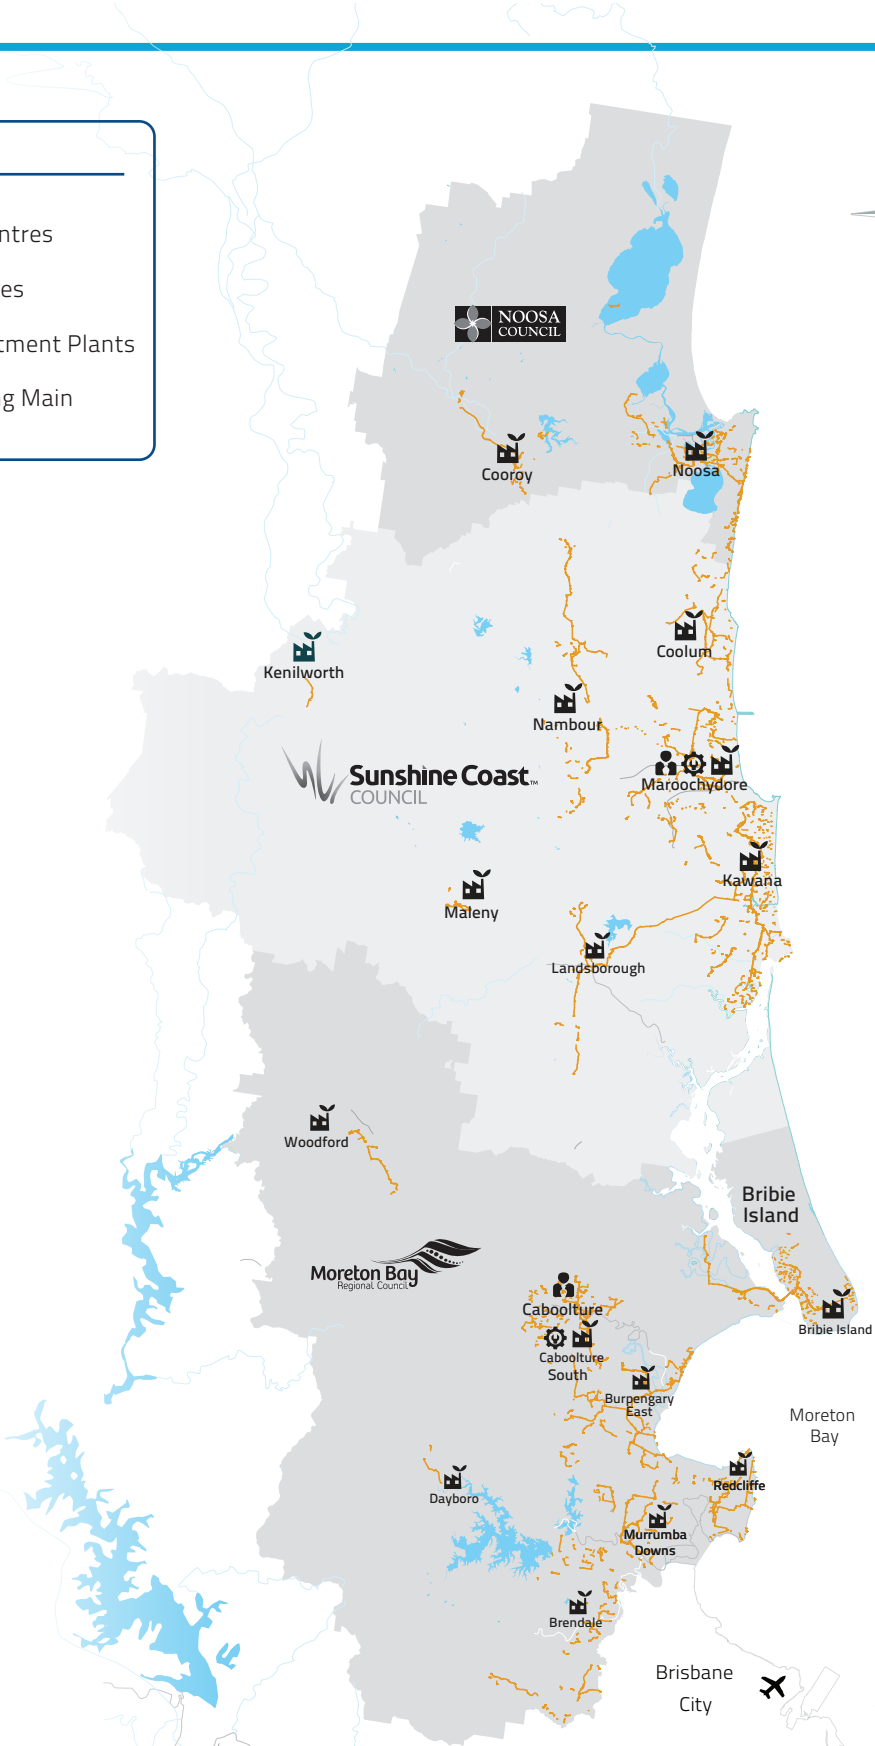 ntres
es
tment Plants
g Main
NOOSA
COUNCIL
Cooroy
Noosa
Coolum
Kenilworth
Nambour
Sunshine Coast™
COUNCIL
Maroochydore
Kawana
Maleny
Landsborough
Woodford
Bribie
Island
Moreton Bay
Regional Council
Caboolture
Bribie Island
Caboolture
South
Burpengary
East
Moreton
Bay
Redcliffe
Dayboro
Murrumba
Downs
Brendale
Brisbane
City